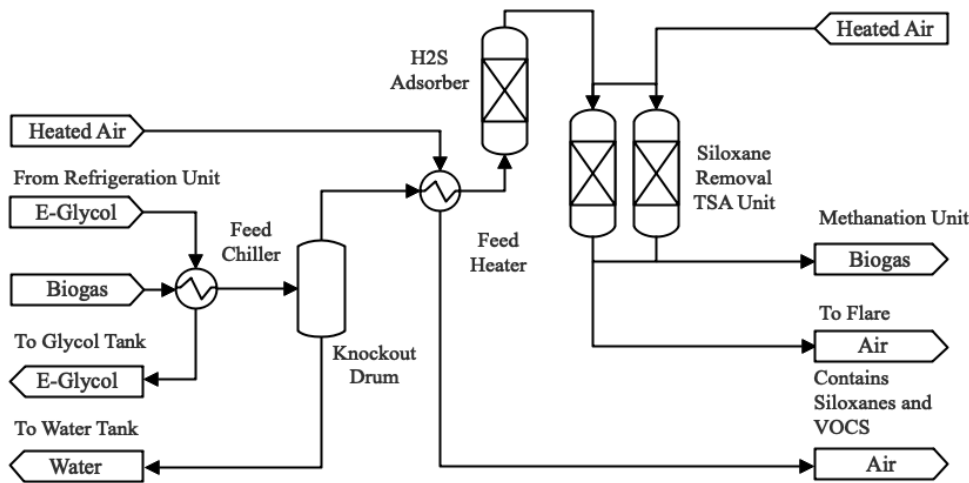 H2S
Adsorber
Heated Air
Heated Air
From Refrigeration Unit
E-Glycol
Feed
Chiller
Biogas
To Glycol Tank
E-Glycol
Knockout
Drum
To Water Tank
Water
Feed
Heater
Siloxane
Removal
TSA Unit
Methanation Unit
Biogas
To Flare
Air
Contains
Siloxanes and
VOCS
Air